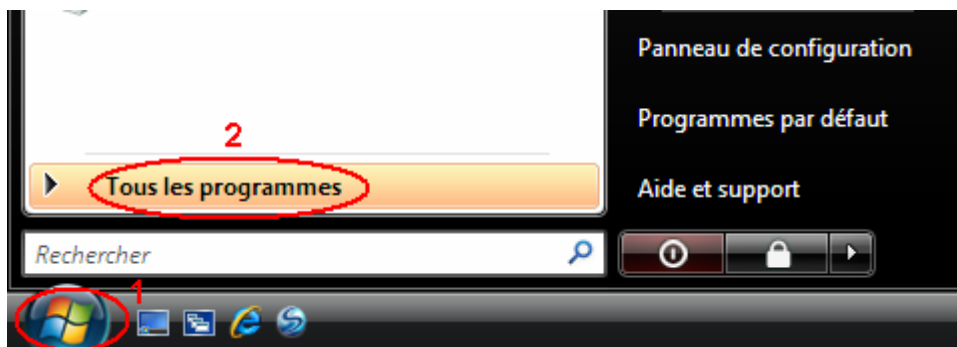 Panneau de configuration
Programmes par défaut
2
Tous les programmes
Aide et support
Rechercher
1